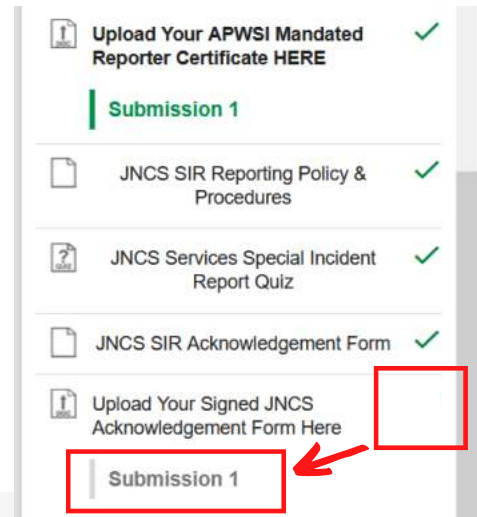 Upload Your APWSI Mandated
Reporter Certificate HERE
Submission 1
JNCS SIR Reporting Policy &
Procedures
?
QUIZ
JNCS Services Special Incident
Report Quiz
JNCS SIR Acknowledgement Form
Upload Your Signed JNCS
Acknowledgement Form Here
Submission 1